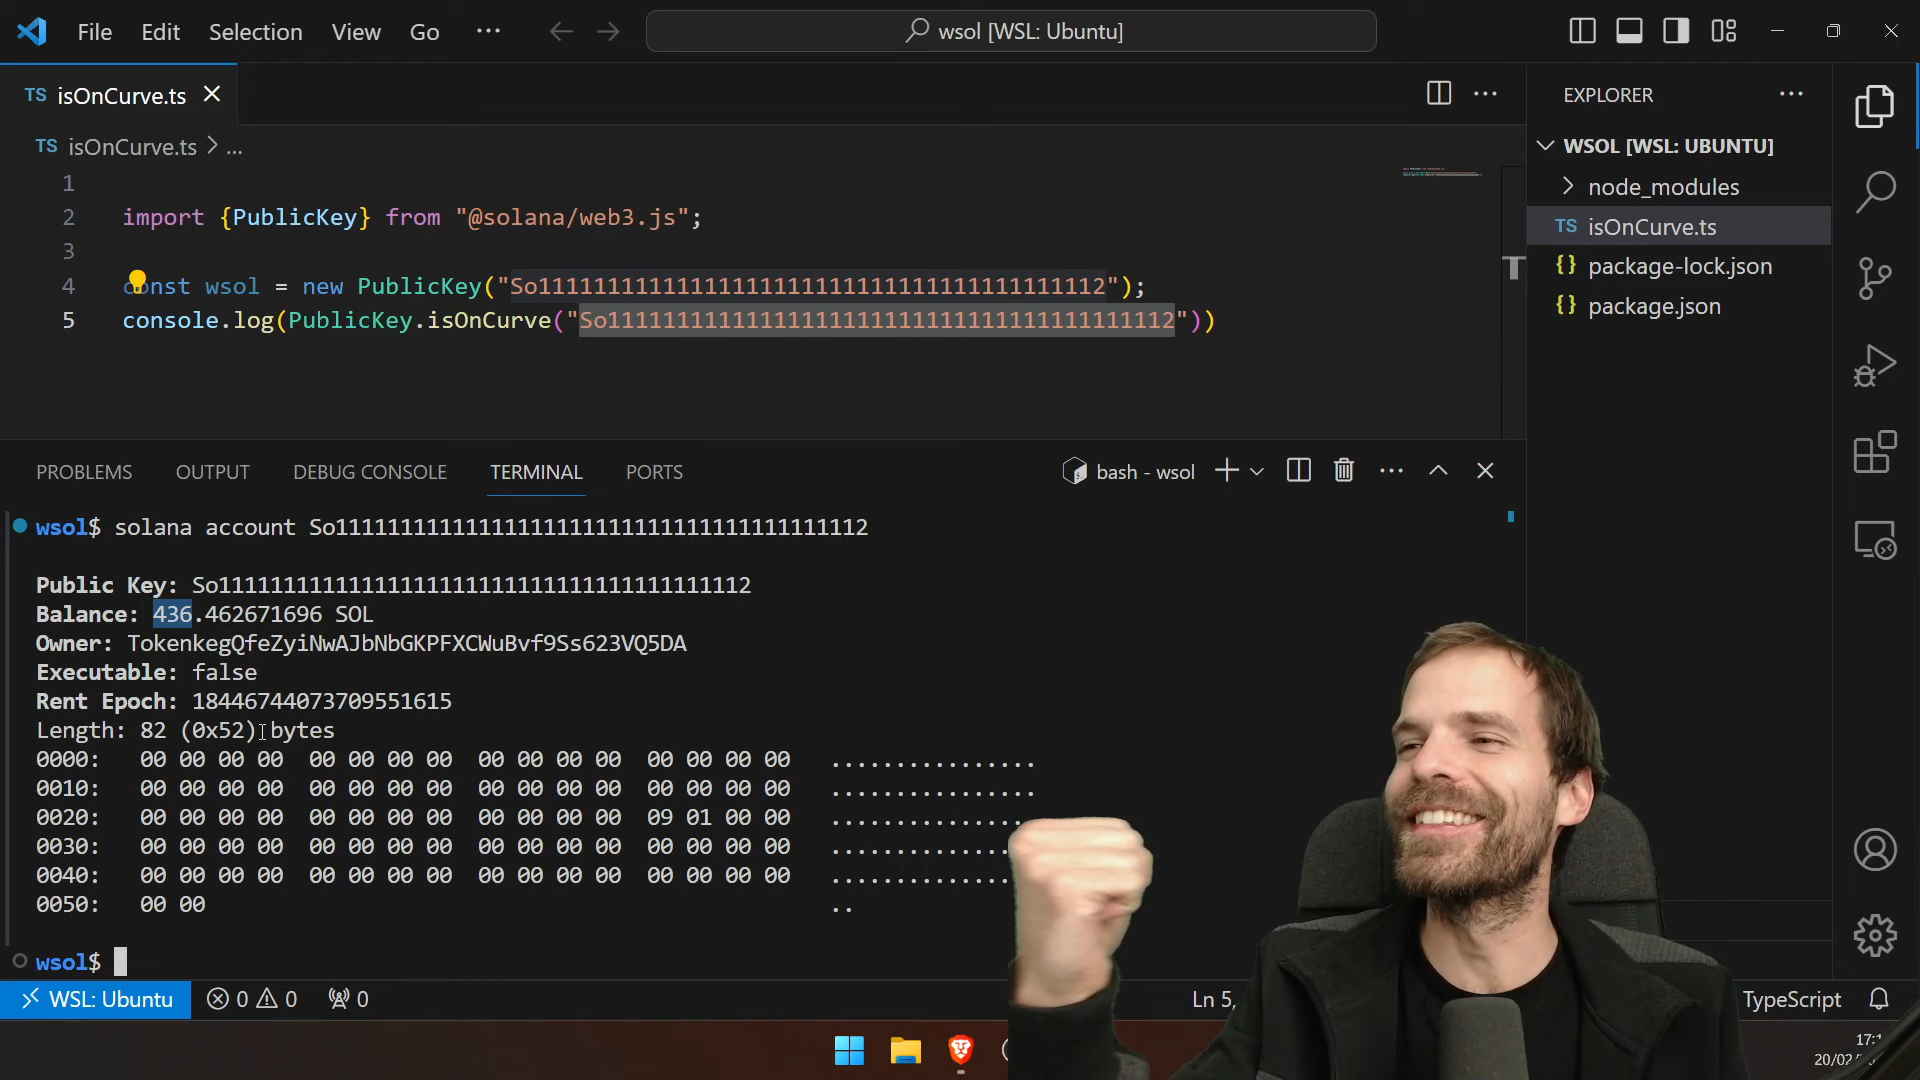 File Edit Selection View Go ··· wsol [WSL: Ubuntu]
TS isOnCurve.ts
EXPLORER
TS isOnCurve.ts > ...
WSOL [WSL: UBUNTU]
node_modules
TS isOnCurve.ts
{} package-lock.json
{} package.json
1
2 import {PublicKey} from "@solana/web3.js";
3
4 const wsol = new PublicKey("So11111111111111111111111111111111111111112");
5 console.log(PublicKey.isOnCurve("So11111111111111111111111111111111111111112"))
PROBLEMS OUTPUT DEBUG CONSOLE TERMINAL PORTS bash - wsol
wsol$ solana account So11111111111111111111111111111111111111112
Public Key: So11111111111111111111111111111111111111112
Balance: 436.462671696 SOL
Owner: TokenkegQfeZyiNwAJbNbGKPFXCWuBvf9Ss623VQ5DA
Executable: false
Rent Epoch: 18446744073709551615
Length: 82 (0x52) bytes
0000: 00 00 00 00 00 00 00 00 00 00 00 00 00 00 00 00 ................
0010: 00 00 00 00 00 00 00 00 00 00 00 00 00 00 00 00 ................
0020: 00 00 00 00 00 00 00 00 00 00 00 00 09 01 00 00 ...............
0030: 00 00 00 00 00 00 00 00 00 00 00 00 00 00 00 00 ..............
0040: 00 00 00 00 00 00 00 00 00 00 00 00 00 00 00 00 ..............
0050: 00 00 ..
wsol$
WSL: Ubuntu 0 0 0 Ln 5, TypeScript
17:1
20/02/